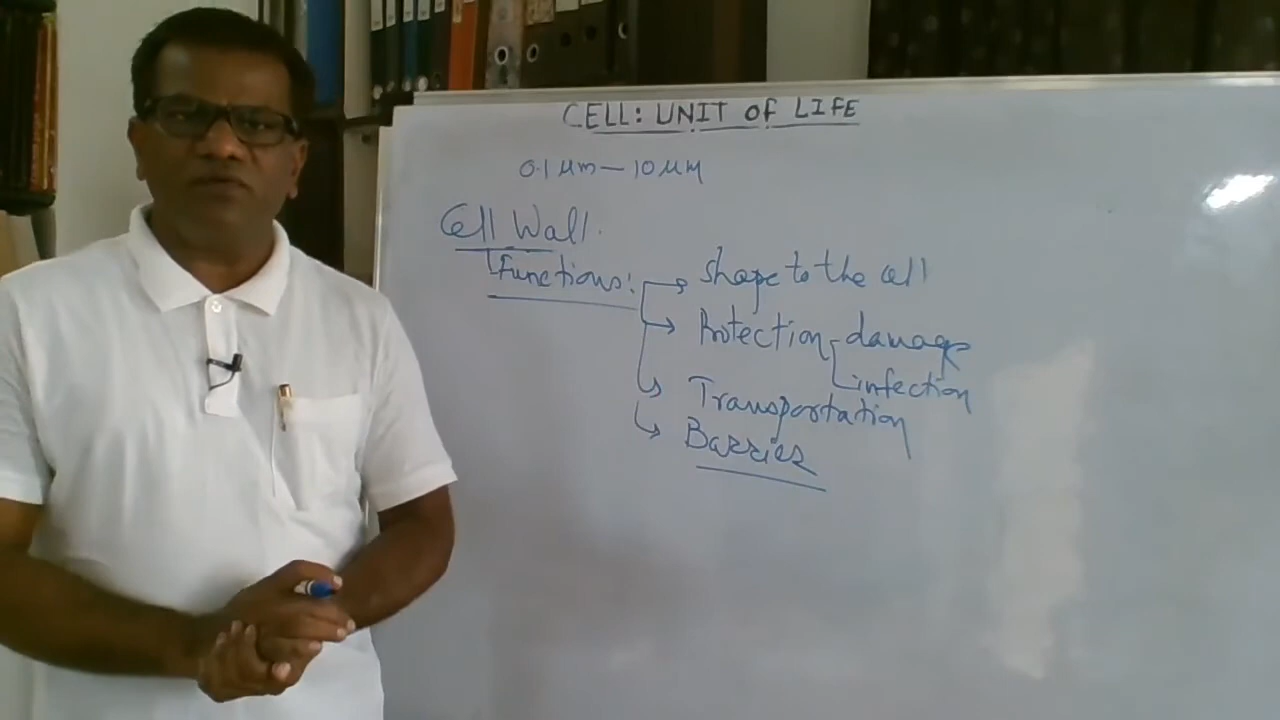 CELL: UNIT Of LIFE
0.1 μm — 10 μm
Cell Wall.
Functions:
Shape to the cell
Protection damage
infection
Transportation
Barrier